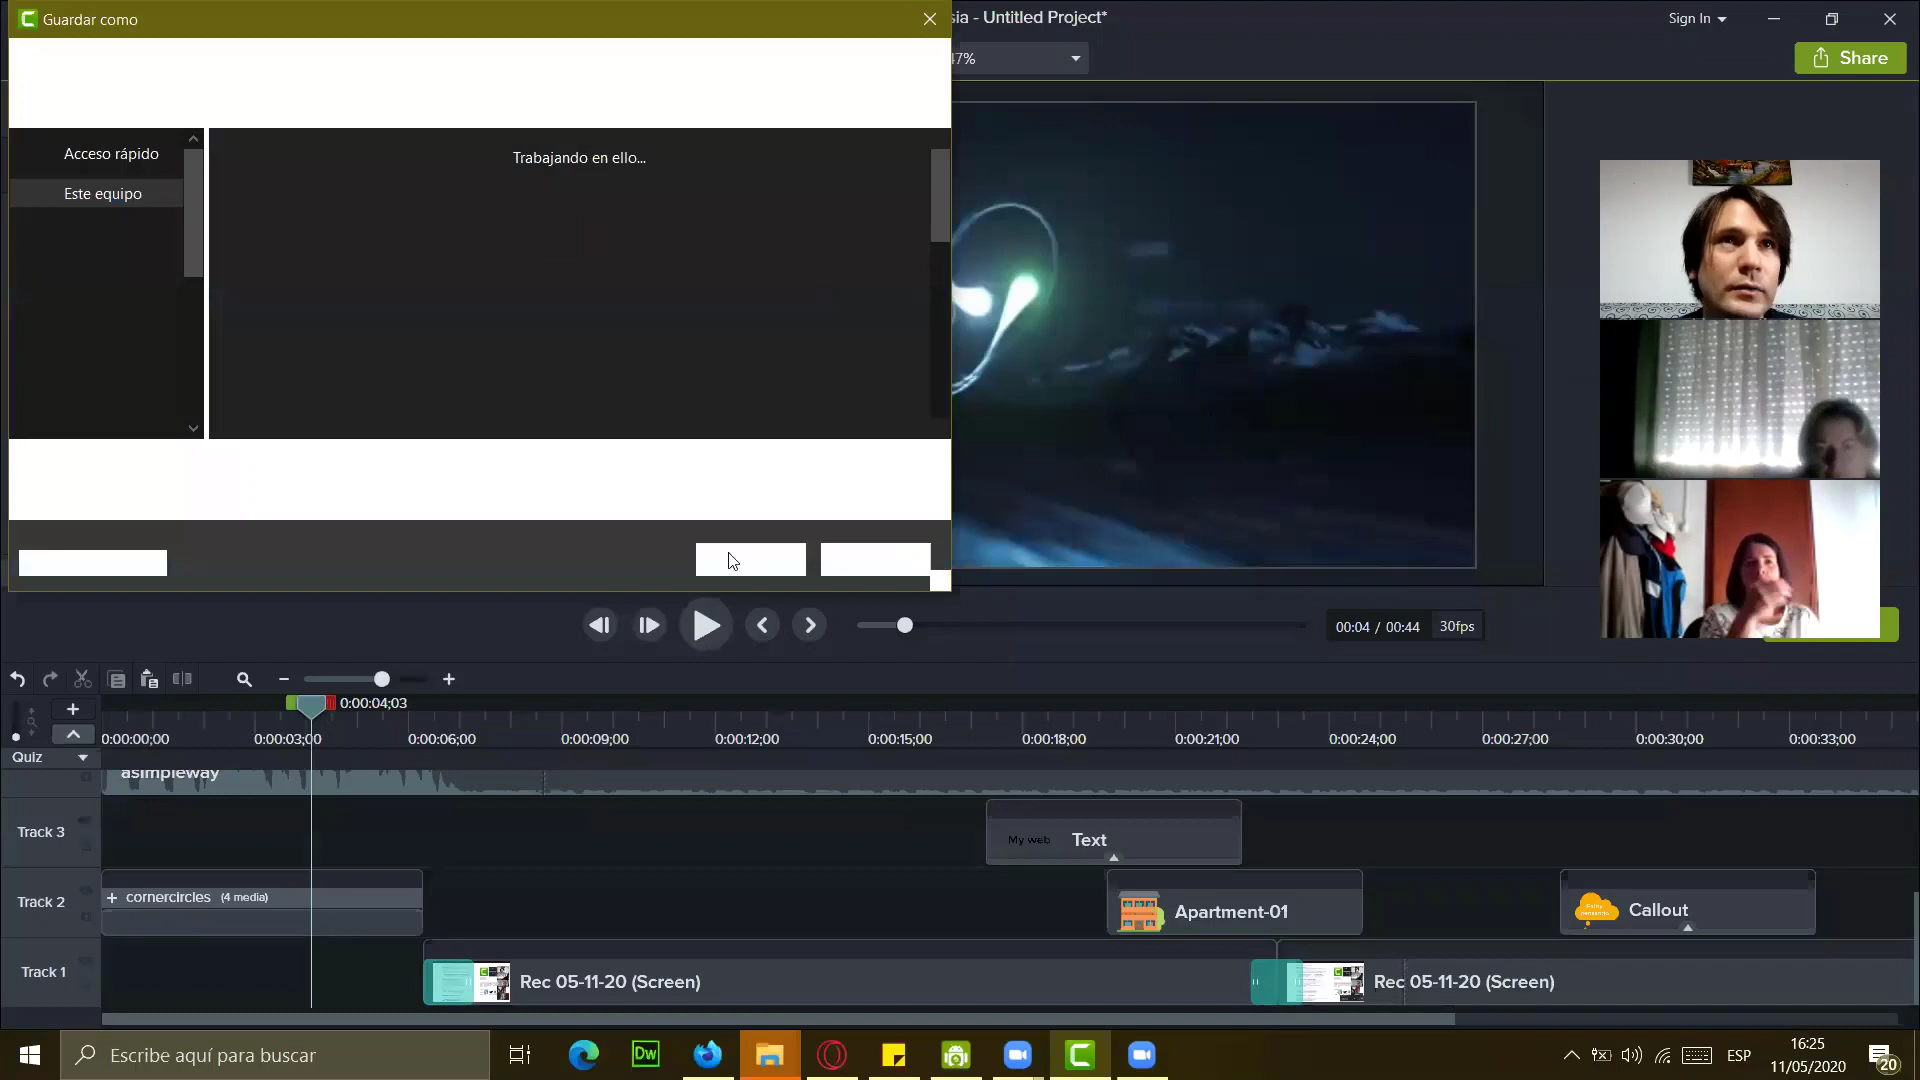 Guardar como
sia - Untitled Project*
Sign In
47%
Share
Acceso rápido
Este equipo
Trabajando en ello...
00:04 / 00:44
30fps
0:00:04;03
0:00:00;00
0:00:03;00
0:00:06;00
0:00:09;00
0:00:12;00
0:00:15;00
0:00:18;00
0:00:21;00
0:00:24;00
0:00:27;00
0:00:30;00
0:00:33;00
Quiz
asimpleway
Track 3
My web
Text
Track 2
cornercircles (4 media)
Apartment-01
Callout
Track 1
Rec 05-11-20 (Screen)
Rec 05-11-20 (Screen)
Escribe aquí para buscar
Dw
ESP
16:25
11/05/2020
20